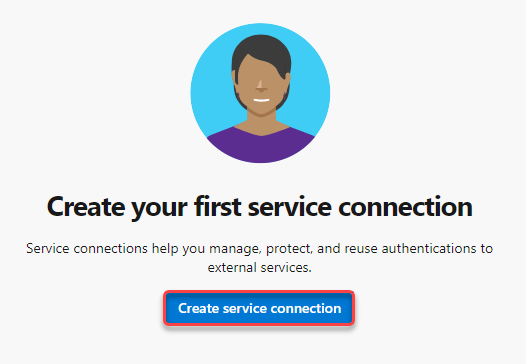 Create your first service connection
Service connections help you manage, protect, and reuse authentications to
external services.
Create service connection